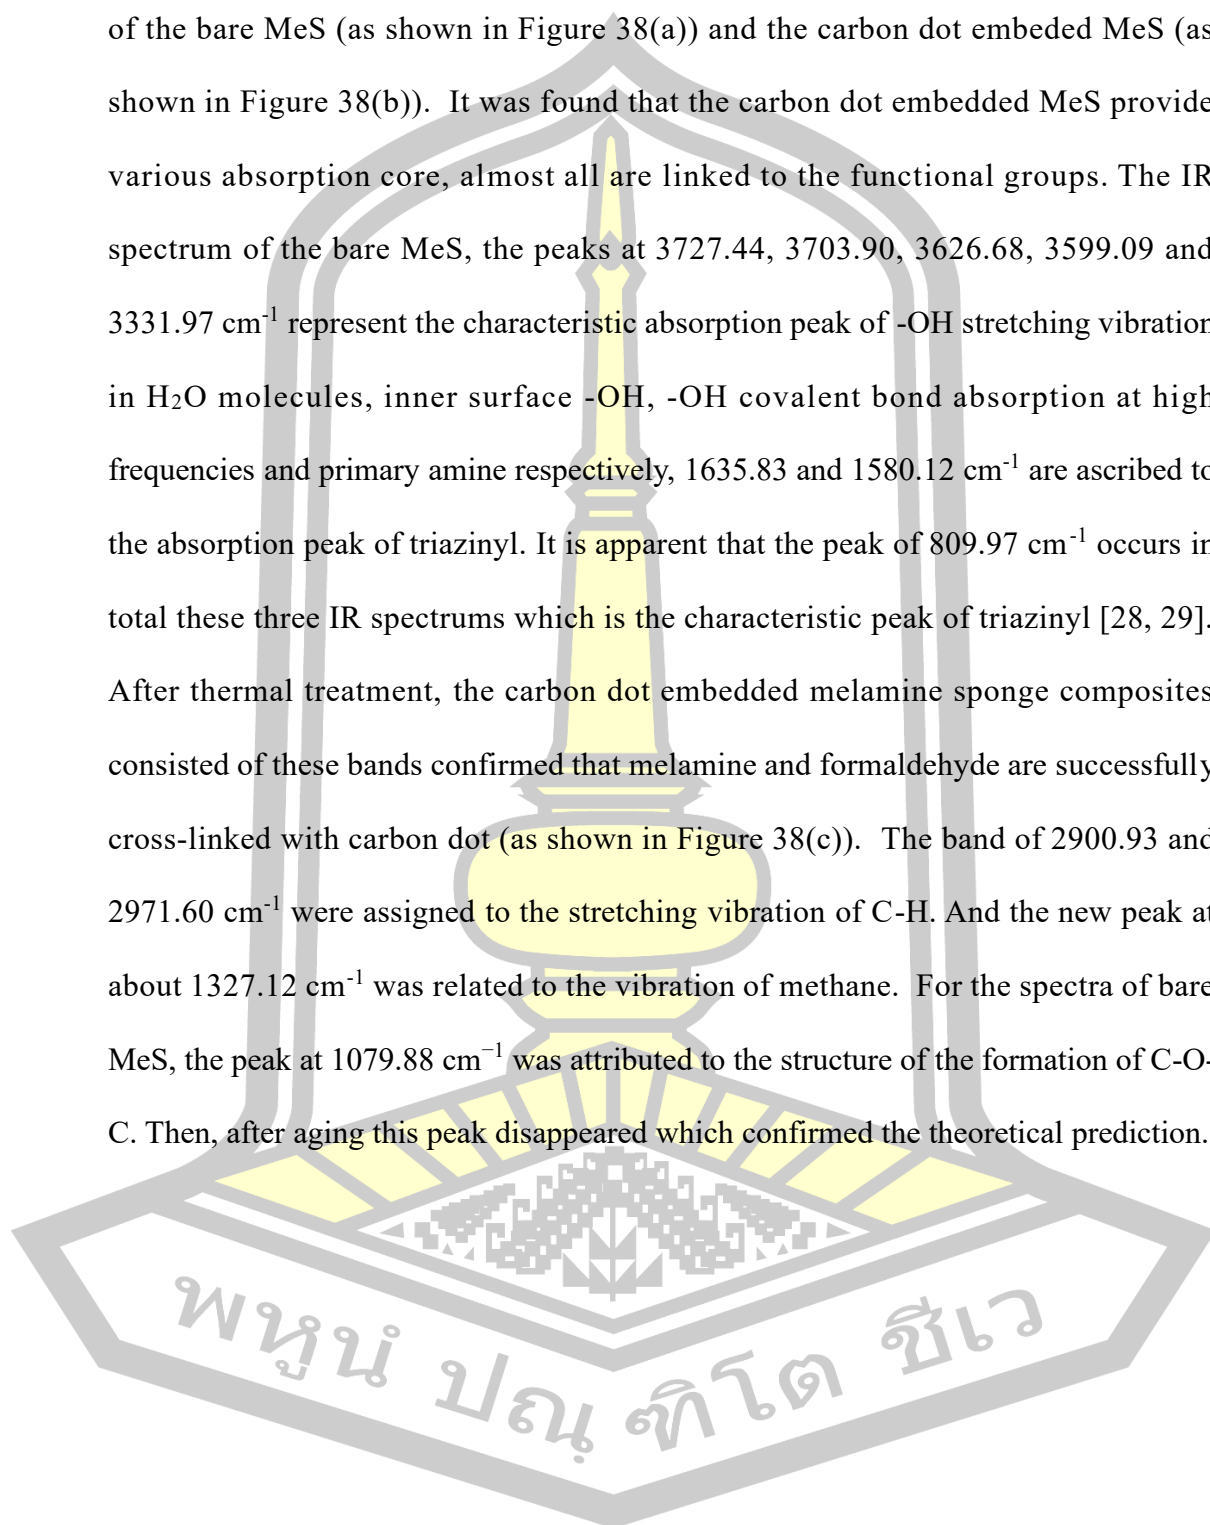 of the bare MeS (as shown in Figure 38(a)) and the carbon dot embeded MeS (as
shown in Figure 38(b)).  It was found that the carbon dot embedded MeS provide
various absorption core, almost all are linked to the functional groups. The IR
spectrum of the bare MeS, the peaks at 3727.44, 3703.90, 3626.68, 3599.09 and
3331.97 cm⁻¹ represent the characteristic absorption peak of -OH stretching vibration
in H₂O molecules, inner surface -OH, -OH covalent bond absorption at high
frequencies and primary amine respectively, 1635.83 and 1580.12 cm⁻¹ are ascribed to
the absorption peak of triazinyl. It is apparent that the peak of 809.97 cm⁻¹ occurs in
total these three IR spectrums which is the characteristic peak of triazinyl [28, 29].
After thermal treatment, the carbon dot embedded melamine sponge composites
consisted of these bands confirmed that melamine and formaldehyde are successfully
cross-linked with carbon dot (as shown in Figure 38(c)).  The band of 2900.93 and
2971.60 cm⁻¹ were assigned to the stretching vibration of C-H. And the new peak at
about 1327.12 cm⁻¹ was related to the vibration of methane.  For the spectra of bare
MeS, the peak at 1079.88 cm⁻¹ was attributed to the structure of the formation of C-O-
C. Then, after aging this peak disappeared which confirmed the theoretical prediction.
พหูนํ ปณฺฑิโต ชีเว